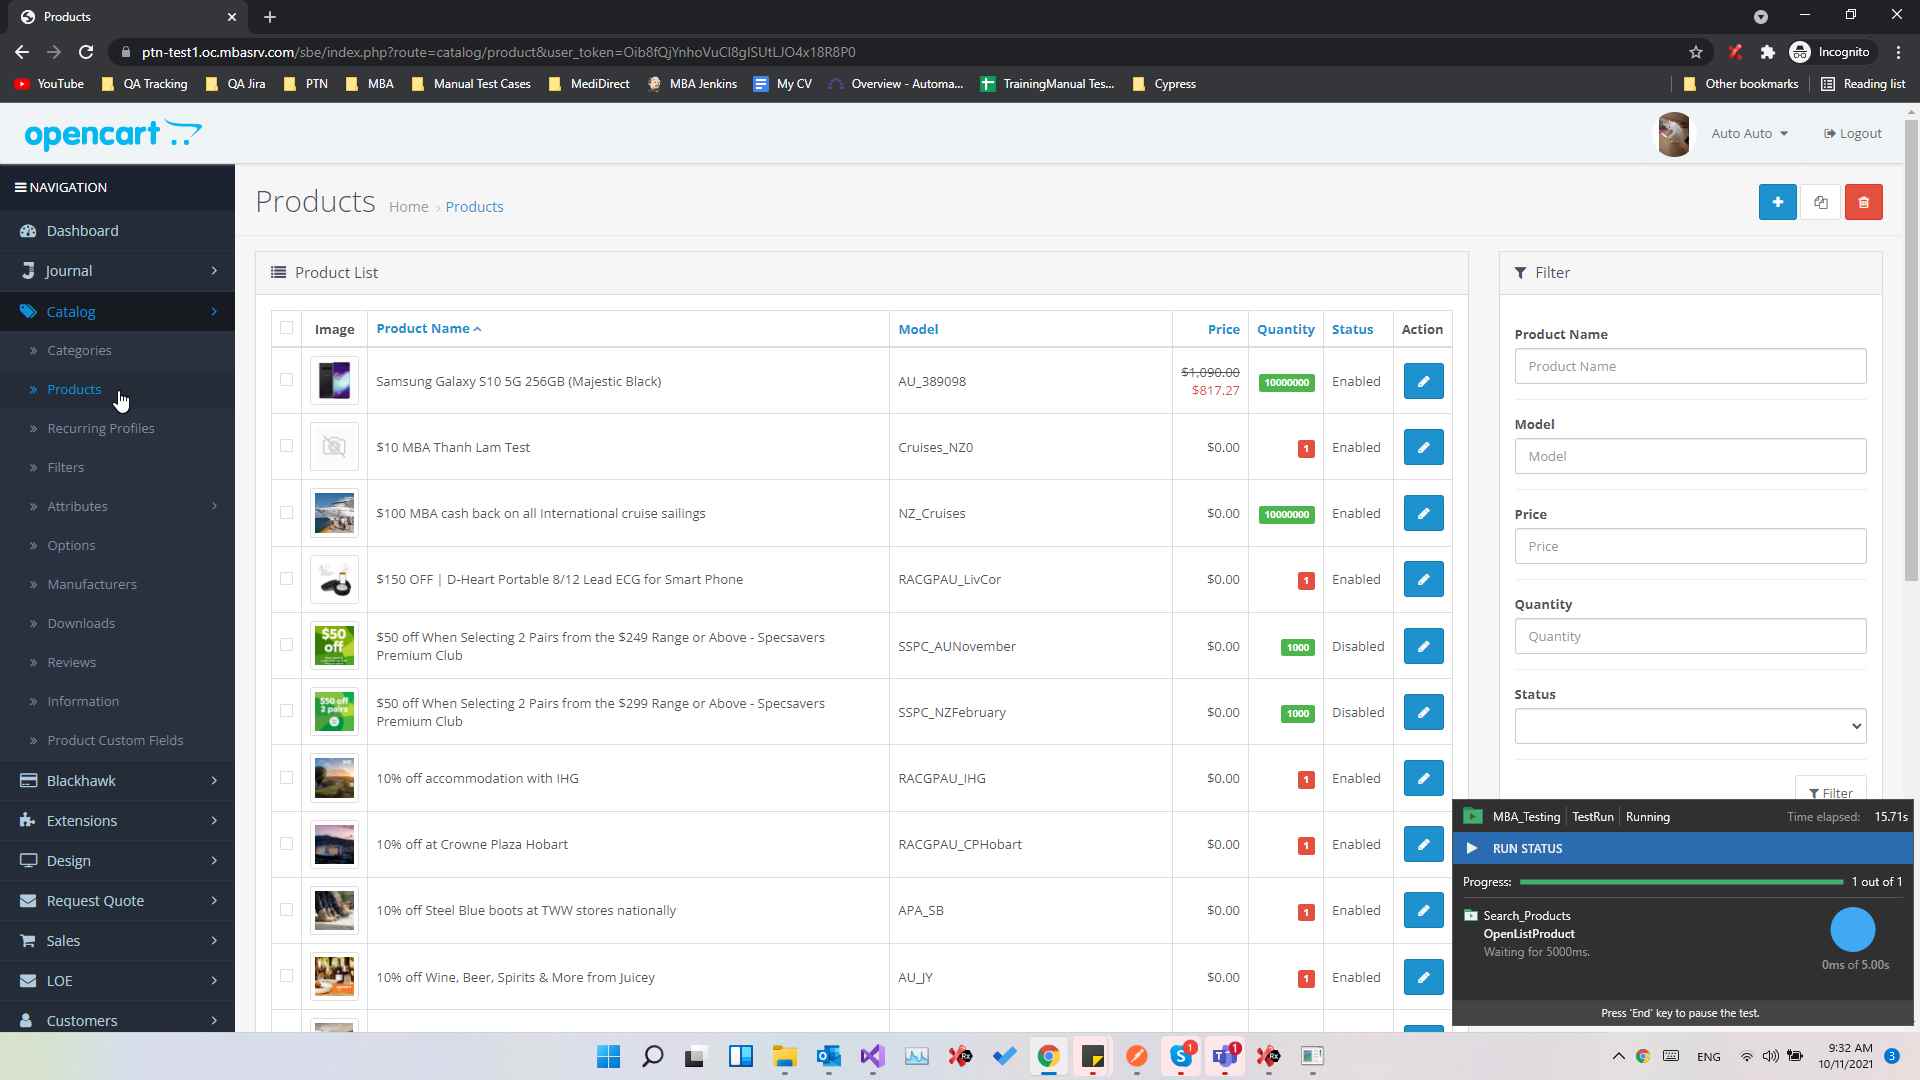 Products
ptn-test1.oc.mbasrv.com/sbe/index.php?route=catalog/product&user_token=Oib8fQjYnhoVuCl8gISUtLJO4x18R8P0
Incognito
YouTube
QA Tracking
QA Jira
PTN
MBA
Manual Test Cases
MediDirect
MBA Jenkins
My CV
Overview - Automa...
TrainingManual Tes...
Cypress
Other bookmarks
Reading list
opencart
Auto Auto
Logout
NAVIGATION
Dashboard
Journal
Catalog
Categories
Products
Recurring Profiles
Filters
Attributes
Options
Manufacturers
Downloads
Reviews
Information
Product Custom Fields
Blackhawk
Extensions
Design
Request Quote
Sales
LOE
Customers
Products Home › Products
Product List
Image Product Name Model Price Quantity Status Action
Samsung Galaxy S10 5G 256GB (Majestic Black) AU_389098 $1,090.00 $817.27 10000000 Enabled
$10 MBA Thanh Lam Test Cruises_NZ0 $0.00 1 Enabled
$100 MBA cash back on all International cruise sailings NZ_Cruises $0.00 10000000 Enabled
$150 OFF | D-Heart Portable 8/12 Lead ECG for Smart Phone RACGPAU_LivCor $0.00 1 Enabled
$50 off
$50 off When Selecting 2 Pairs from the $249 Range or Above - Specsavers
Premium Club
SSPC_AUNovember $0.00 1000 Disabled
$50 off
2 pairs
$50 off When Selecting 2 Pairs from the $299 Range or Above - Specsavers
Premium Club
SSPC_NZFebruary $0.00 1000 Disabled
10% off accommodation with IHG RACGPAU_IHG $0.00 1 Enabled
10% off at Crowne Plaza Hobart RACGPAU_CPHobart $0.00 1 Enabled
10% off Steel Blue boots at TWW stores nationally APA_SB $0.00 1 Enabled
10% off Wine, Beer, Spirits & More from Juicey AU_JY $0.00 1 Enabled
Filter
Product Name
Product Name
Model
Model
Price
Price
Quantity
Quantity
Status
Filter
MBA_Testing TestRun Running Time elapsed: 15.71s
RUN STATUS
Progress: 1 out of 1
Search_Products
OpenListProduct
Waiting for 5000ms.
0ms of 5.00s
Press 'End' key to pause the test.
1
1
ENG
9:32 AM
10/11/2021
3